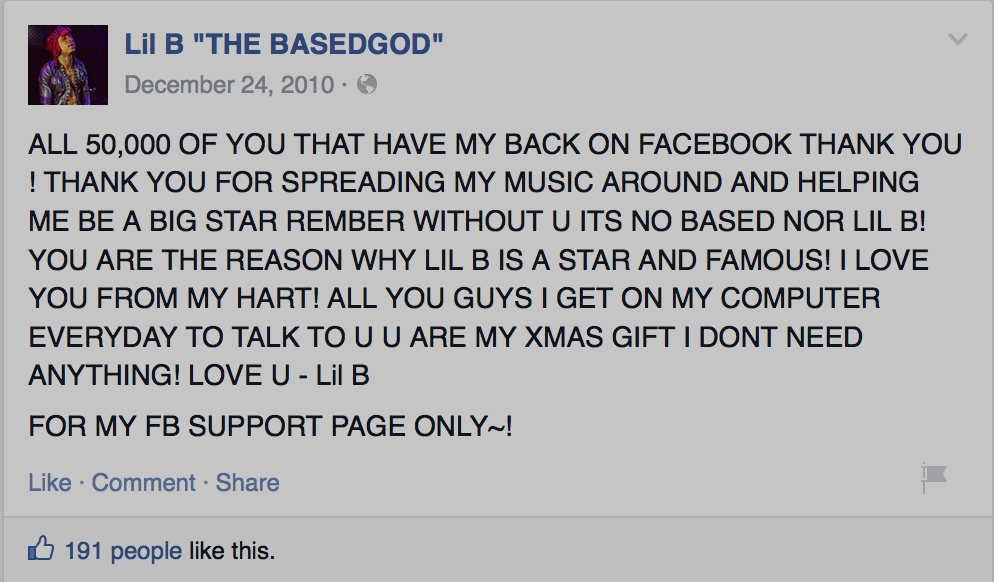 Lil B "THE BASEDGOD"
December 24, 2010 ·
ALL 50,000 OF YOU THAT HAVE MY BACK ON FACEBOOK THANK YOU
! THANK YOU FOR SPREADING MY MUSIC AROUND AND HELPING
ME BE A BIG STAR REMBER WITHOUT U ITS NO BASED NOR LIL B!
YOU ARE THE REASON WHY LIL B IS A STAR AND FAMOUS! I LOVE
YOU FROM MY HART! ALL YOU GUYS I GET ON MY COMPUTER
EVERYDAY TO TALK TO U U ARE MY XMAS GIFT I DONT NEED
ANYTHING! LOVE U - Lil B
FOR MY FB SUPPORT PAGE ONLY~!
Like · Comment · Share
191 people like this.